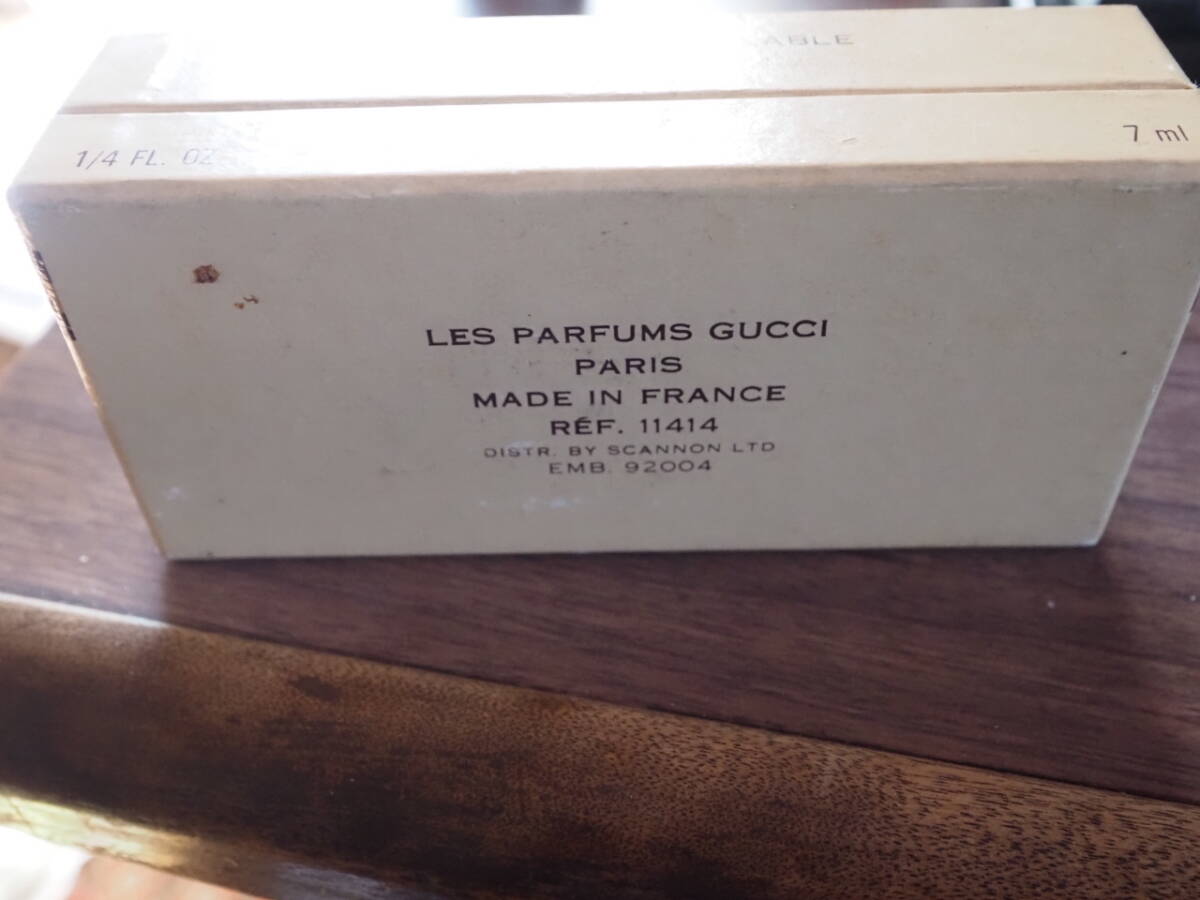 ABLE
1/4 FL. OZ
7 ml
LES PARFUMS GUCCI
PARIS
MADE IN FRANCE
RÉF. 11414
DISTR. BY SCANNON LTD
EMB. 92004